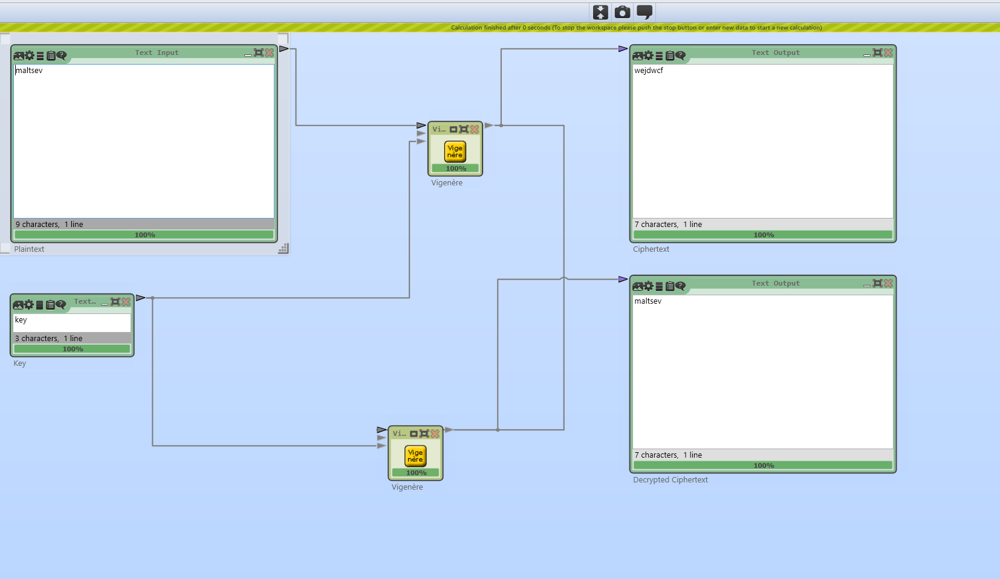 Calculation finished after 0 seconds (To stop the workspace please push the stop button or enter new data to start a new calculation)
Text Input
maltsev
9 characters,  1 line
100%
Plaintext
Vi...
Vige
nère
100%
Vigenère
Text Output
wejdwcf
7 characters,  1 line
100%
Ciphertext
Text...
key
3 characters,  1 line
100%
Key
Vi...
Vige
nère
100%
Vigenère
Text Output
maltsev
7 characters,  1 line
100%
Decrypted Ciphertext